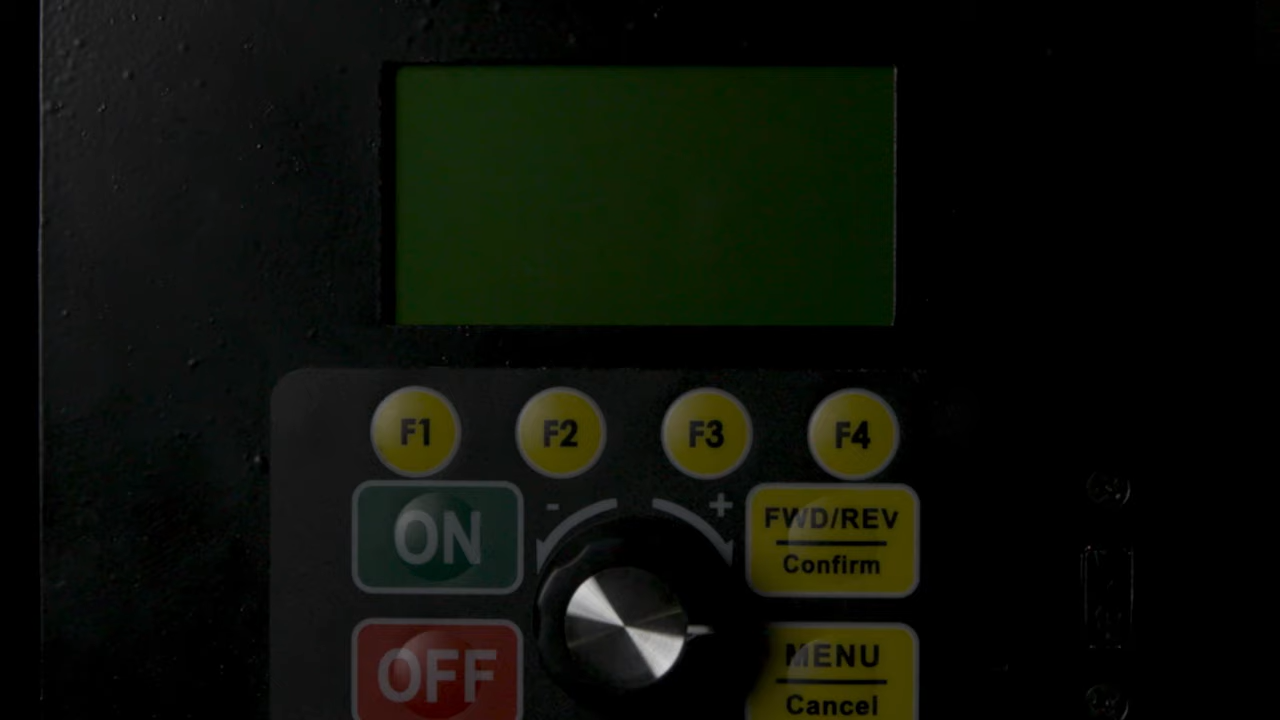 F1 F2 F3 F4
- +
ON
FWD/REV
Confirm
OFF
MENU
Cancel